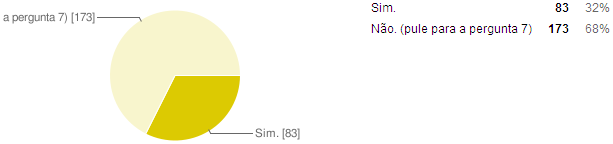 a pergunta 7) [173]
Sim. [83]
Sim. 83 32%
Não. (pule para a pergunta 7) 173 68%